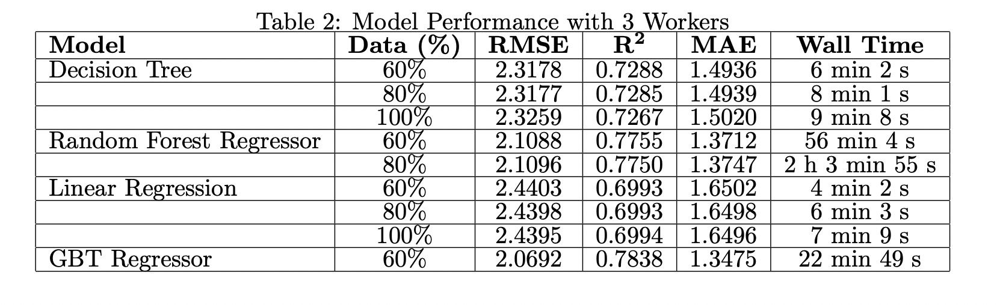 Table 2: Model Performance with 3 Workers
Model Data (%) RMSE R² MAE Wall Time
Decision Tree 60% 2.3178 0.7288 1.4936 6 min 2 s
80% 2.3177 0.7285 1.4939 8 min 1 s
100% 2.3259 0.7267 1.5020 9 min 8 s
Random Forest Regressor 60% 2.1088 0.7755 1.3712 56 min 4 s
80% 2.1096 0.7750 1.3747 2 h 3 min 55 s
Linear Regression 60% 2.4403 0.6993 1.6502 4 min 2 s
80% 2.4398 0.6993 1.6498 6 min 3 s
100% 2.4395 0.6994 1.6496 7 min 9 s
GBT Regressor 60% 2.0692 0.7838 1.3475 22 min 49 s